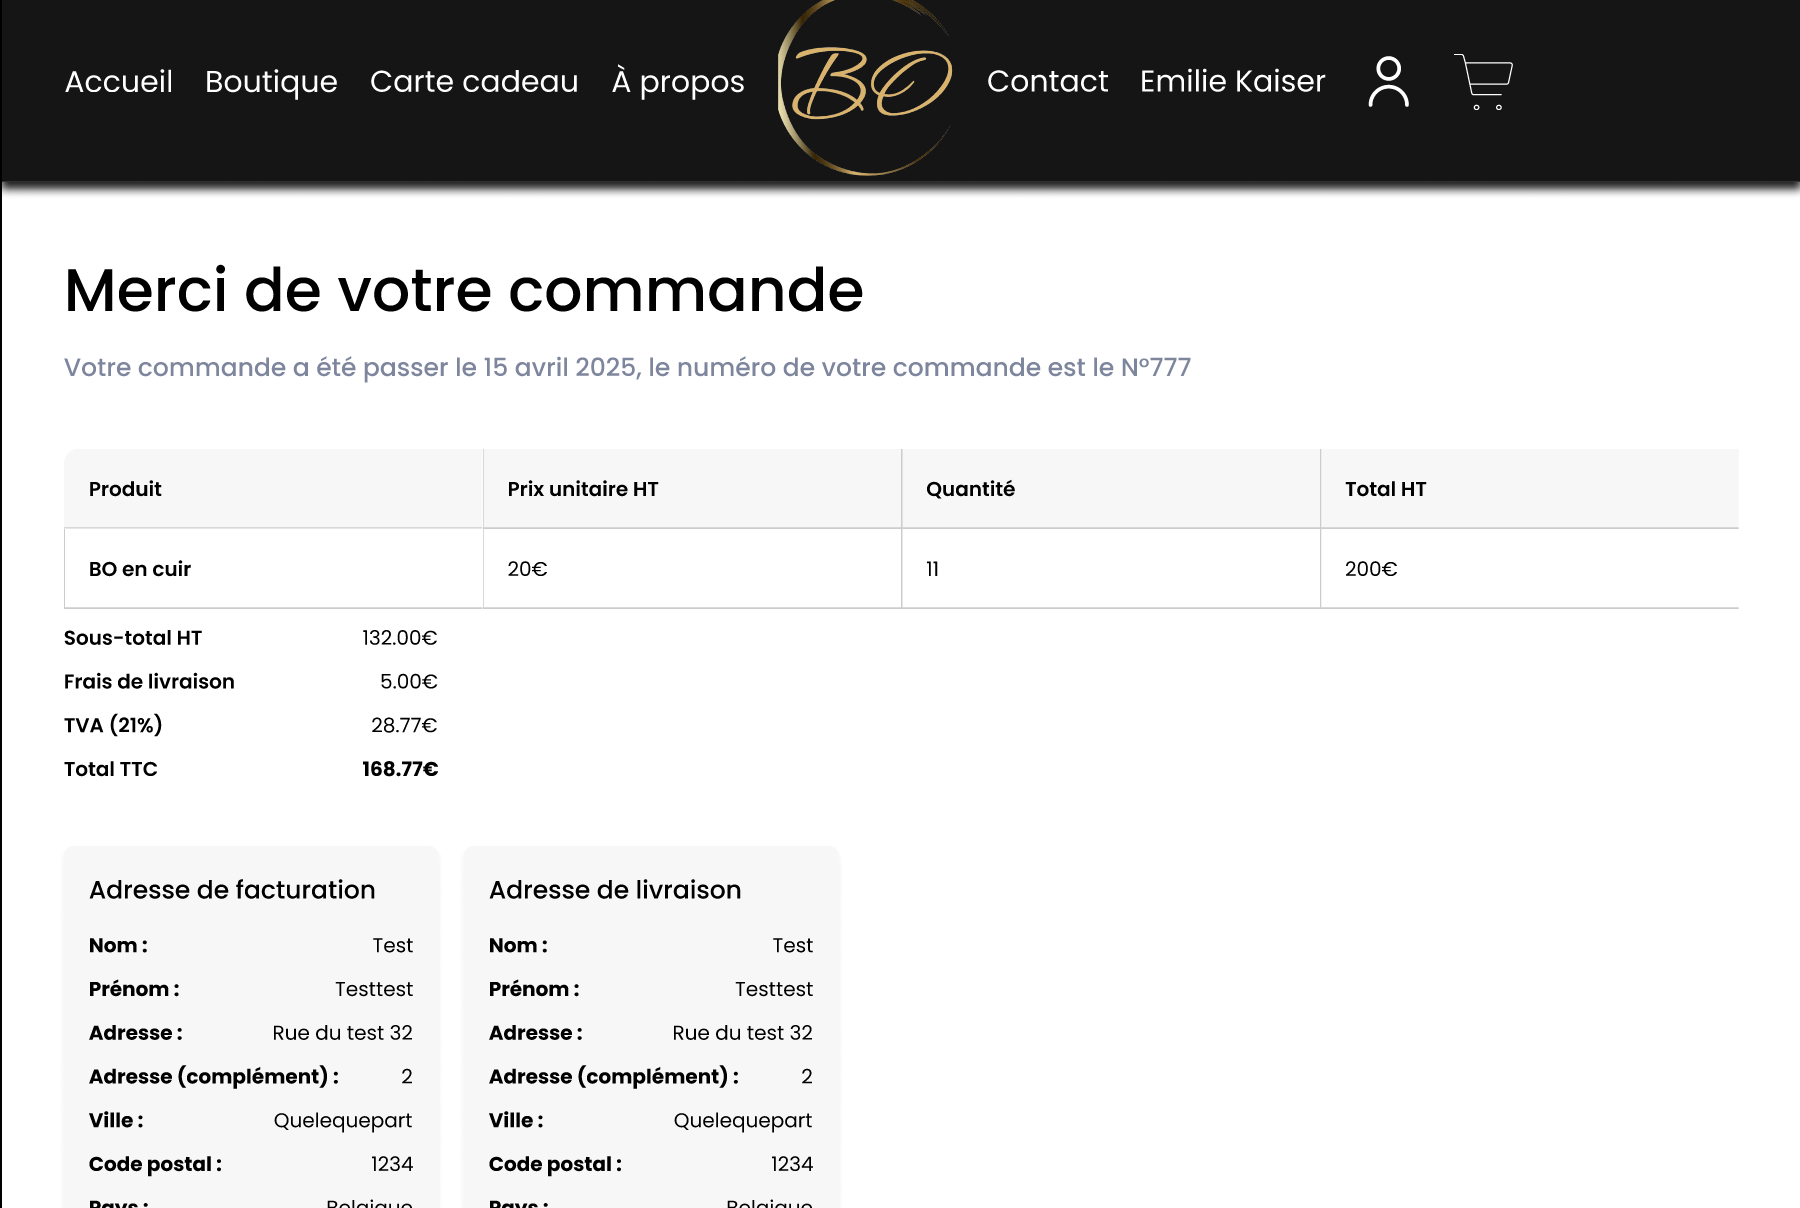 Accueil Boutique Carte cadeau À propos BO Contact Emilie Kaiser
Merci de votre commande
Votre commande a été passer le 15 avril 2025, le numéro de votre commande est le N°777
Produit Prix unitaire HT Quantité Total HT
BO en cuir 20€ 11 200€
Sous-total HT 132.00€
Frais de livraison 5.00€
TVA (21%) 28.77€
Total TTC 168.77€
Adresse de facturation Adresse de livraison
Nom : Test Nom : Test
Prénom : Testtest Prénom : Testtest
Adresse : Rue du test 32 Adresse : Rue du test 32
Adresse (complément) : 2 Adresse (complément) : 2
Ville : Quelequepart Ville : Quelequepart
Code postal : 1234 Code postal : 1234
Pays : Belgique Pays : Belgique